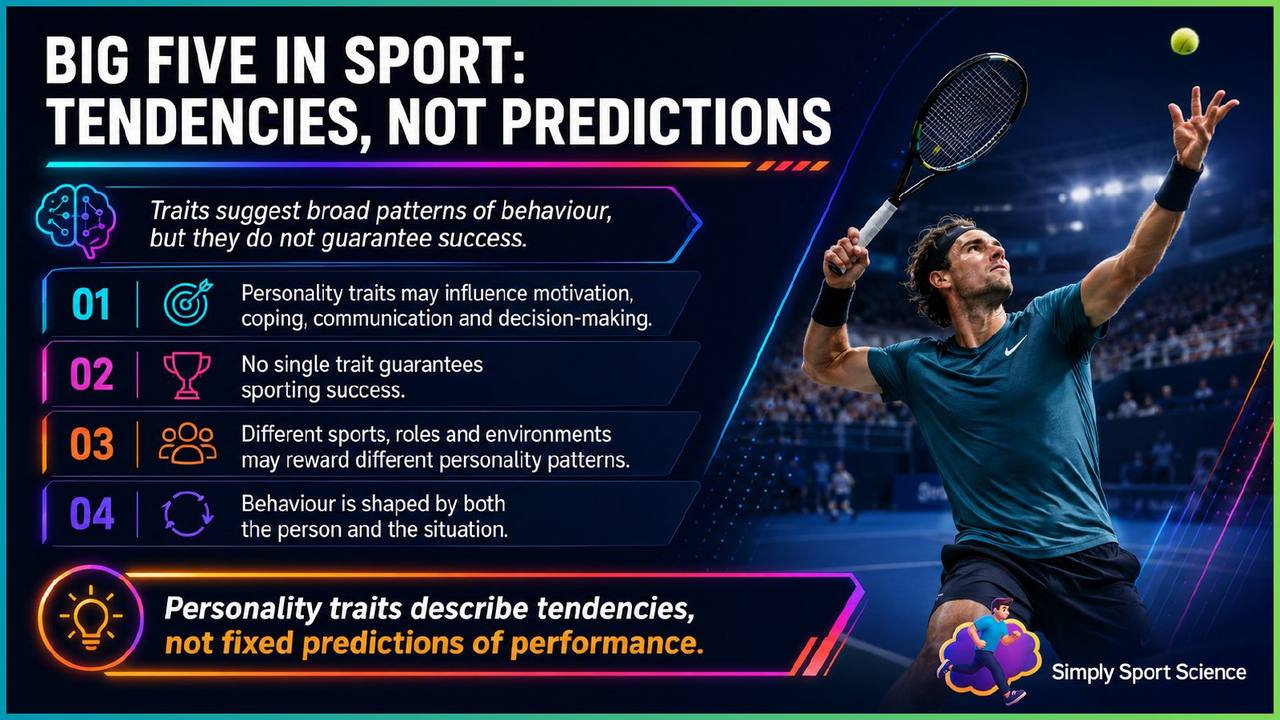 BIG FIVE IN SPORT:
TENDENCIES, NOT PREDICTIONS
Traits suggest broad patterns of behaviour,
but they do not guarantee success.
01
Personality traits may influence motivation,
coping, communication and decision-making.
02
No single trait guarantees
sporting success.
03
Different sports, roles and environments
may reward different personality patterns.
04
Behaviour is shaped by both
the person and the situation.
Personality traits describe tendencies,
not fixed predictions of performance.
Simply Sport Science